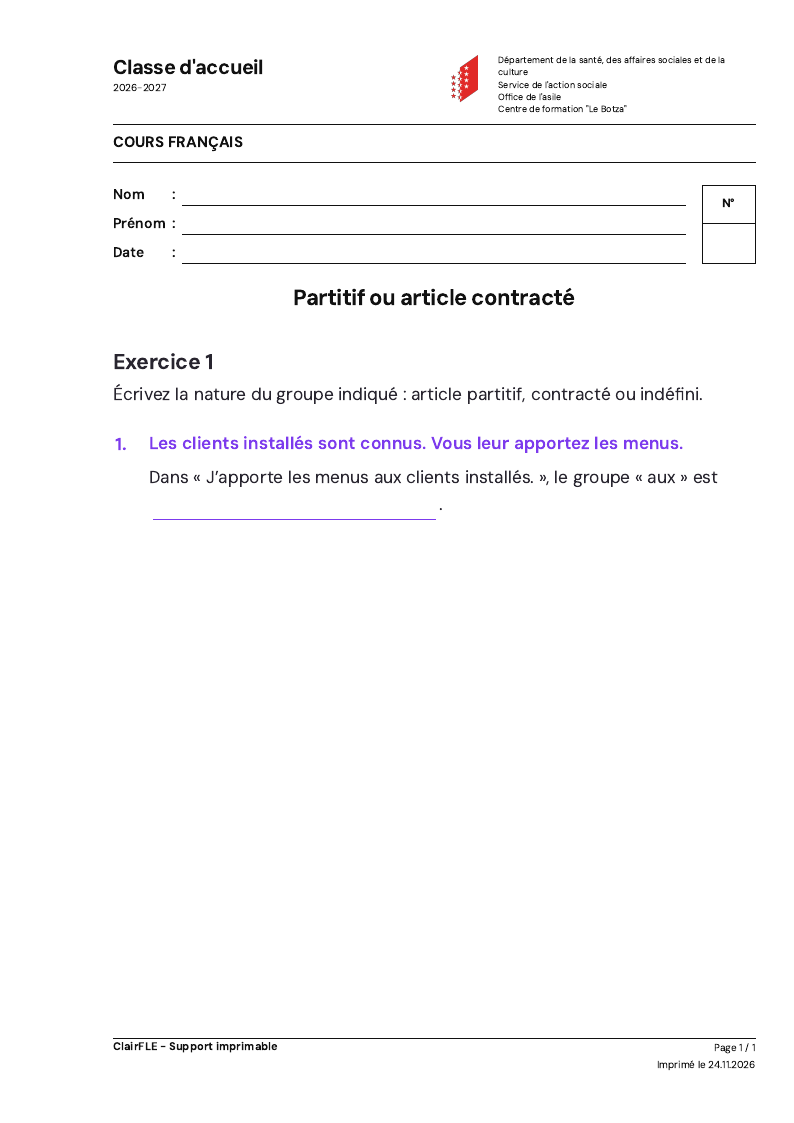 Classe d'accueil
2026-2027
Département de la santé, des affaires sociales et de la
culture
Service de l'action sociale
Office de l'asile
Centre de formation "Le Botza"
COURS FRANÇAIS
Nom :
Prénom :
Date :
N°
Partitif ou article contracté
Exercice 1
Écrivez la nature du groupe indiqué : article partitif, contracté ou indéfini.
1. Les clients installés sont connus. Vous leur apportez les menus.
Dans « J’apporte les menus aux clients installés. », le groupe « aux » est
.
ClairFLE - Support imprimable
Page 1 / 1
Imprimé le 24.11.2026